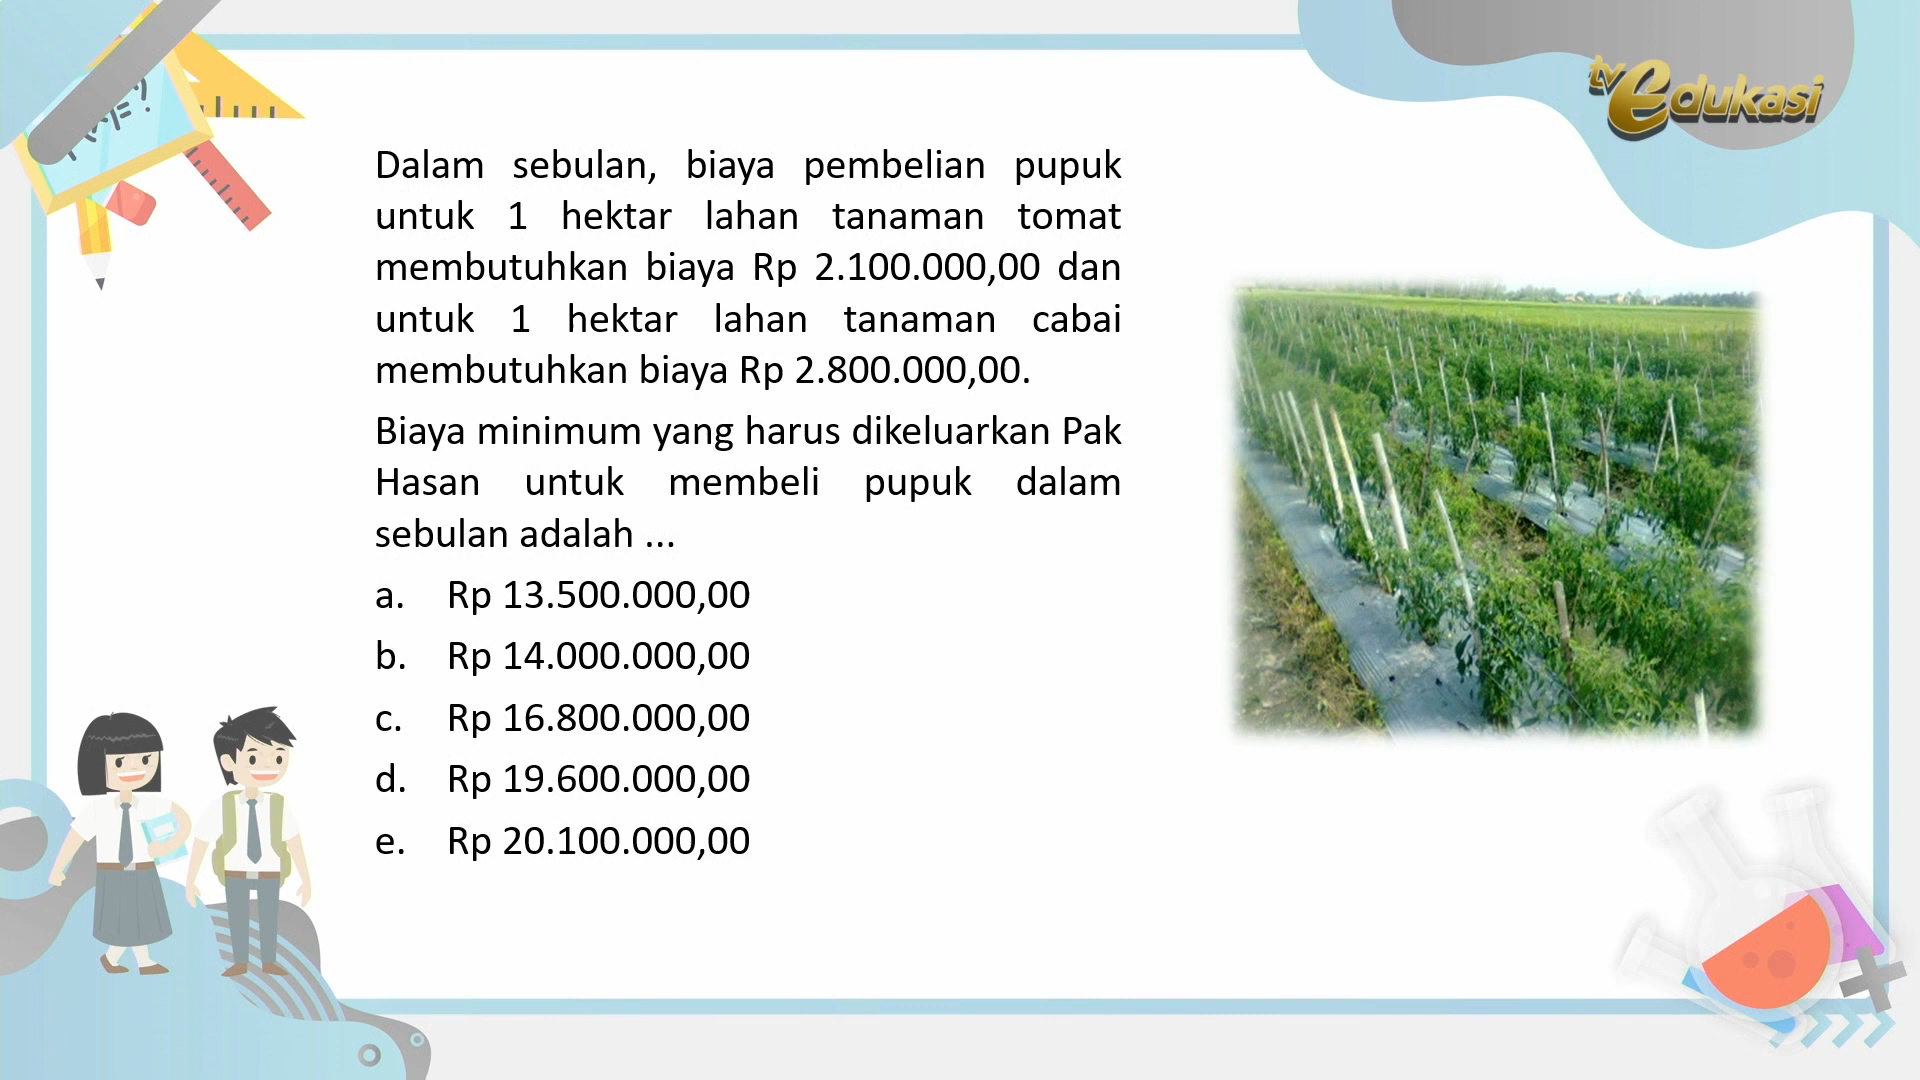 tv Edukasi
Dalam sebulan, biaya pembelian pupuk
untuk 1 hektar lahan tanaman tomat
membutuhkan biaya Rp 2.100.000,00 dan
untuk 1 hektar lahan tanaman cabai
membutuhkan biaya Rp 2.800.000,00.
Biaya minimum yang harus dikeluarkan Pak
Hasan untuk membeli pupuk dalam
sebulan adalah ...
a. Rp 13.500.000,00
b. Rp 14.000.000,00
c. Rp 16.800.000,00
d. Rp 19.600.000,00
e. Rp 20.100.000,00